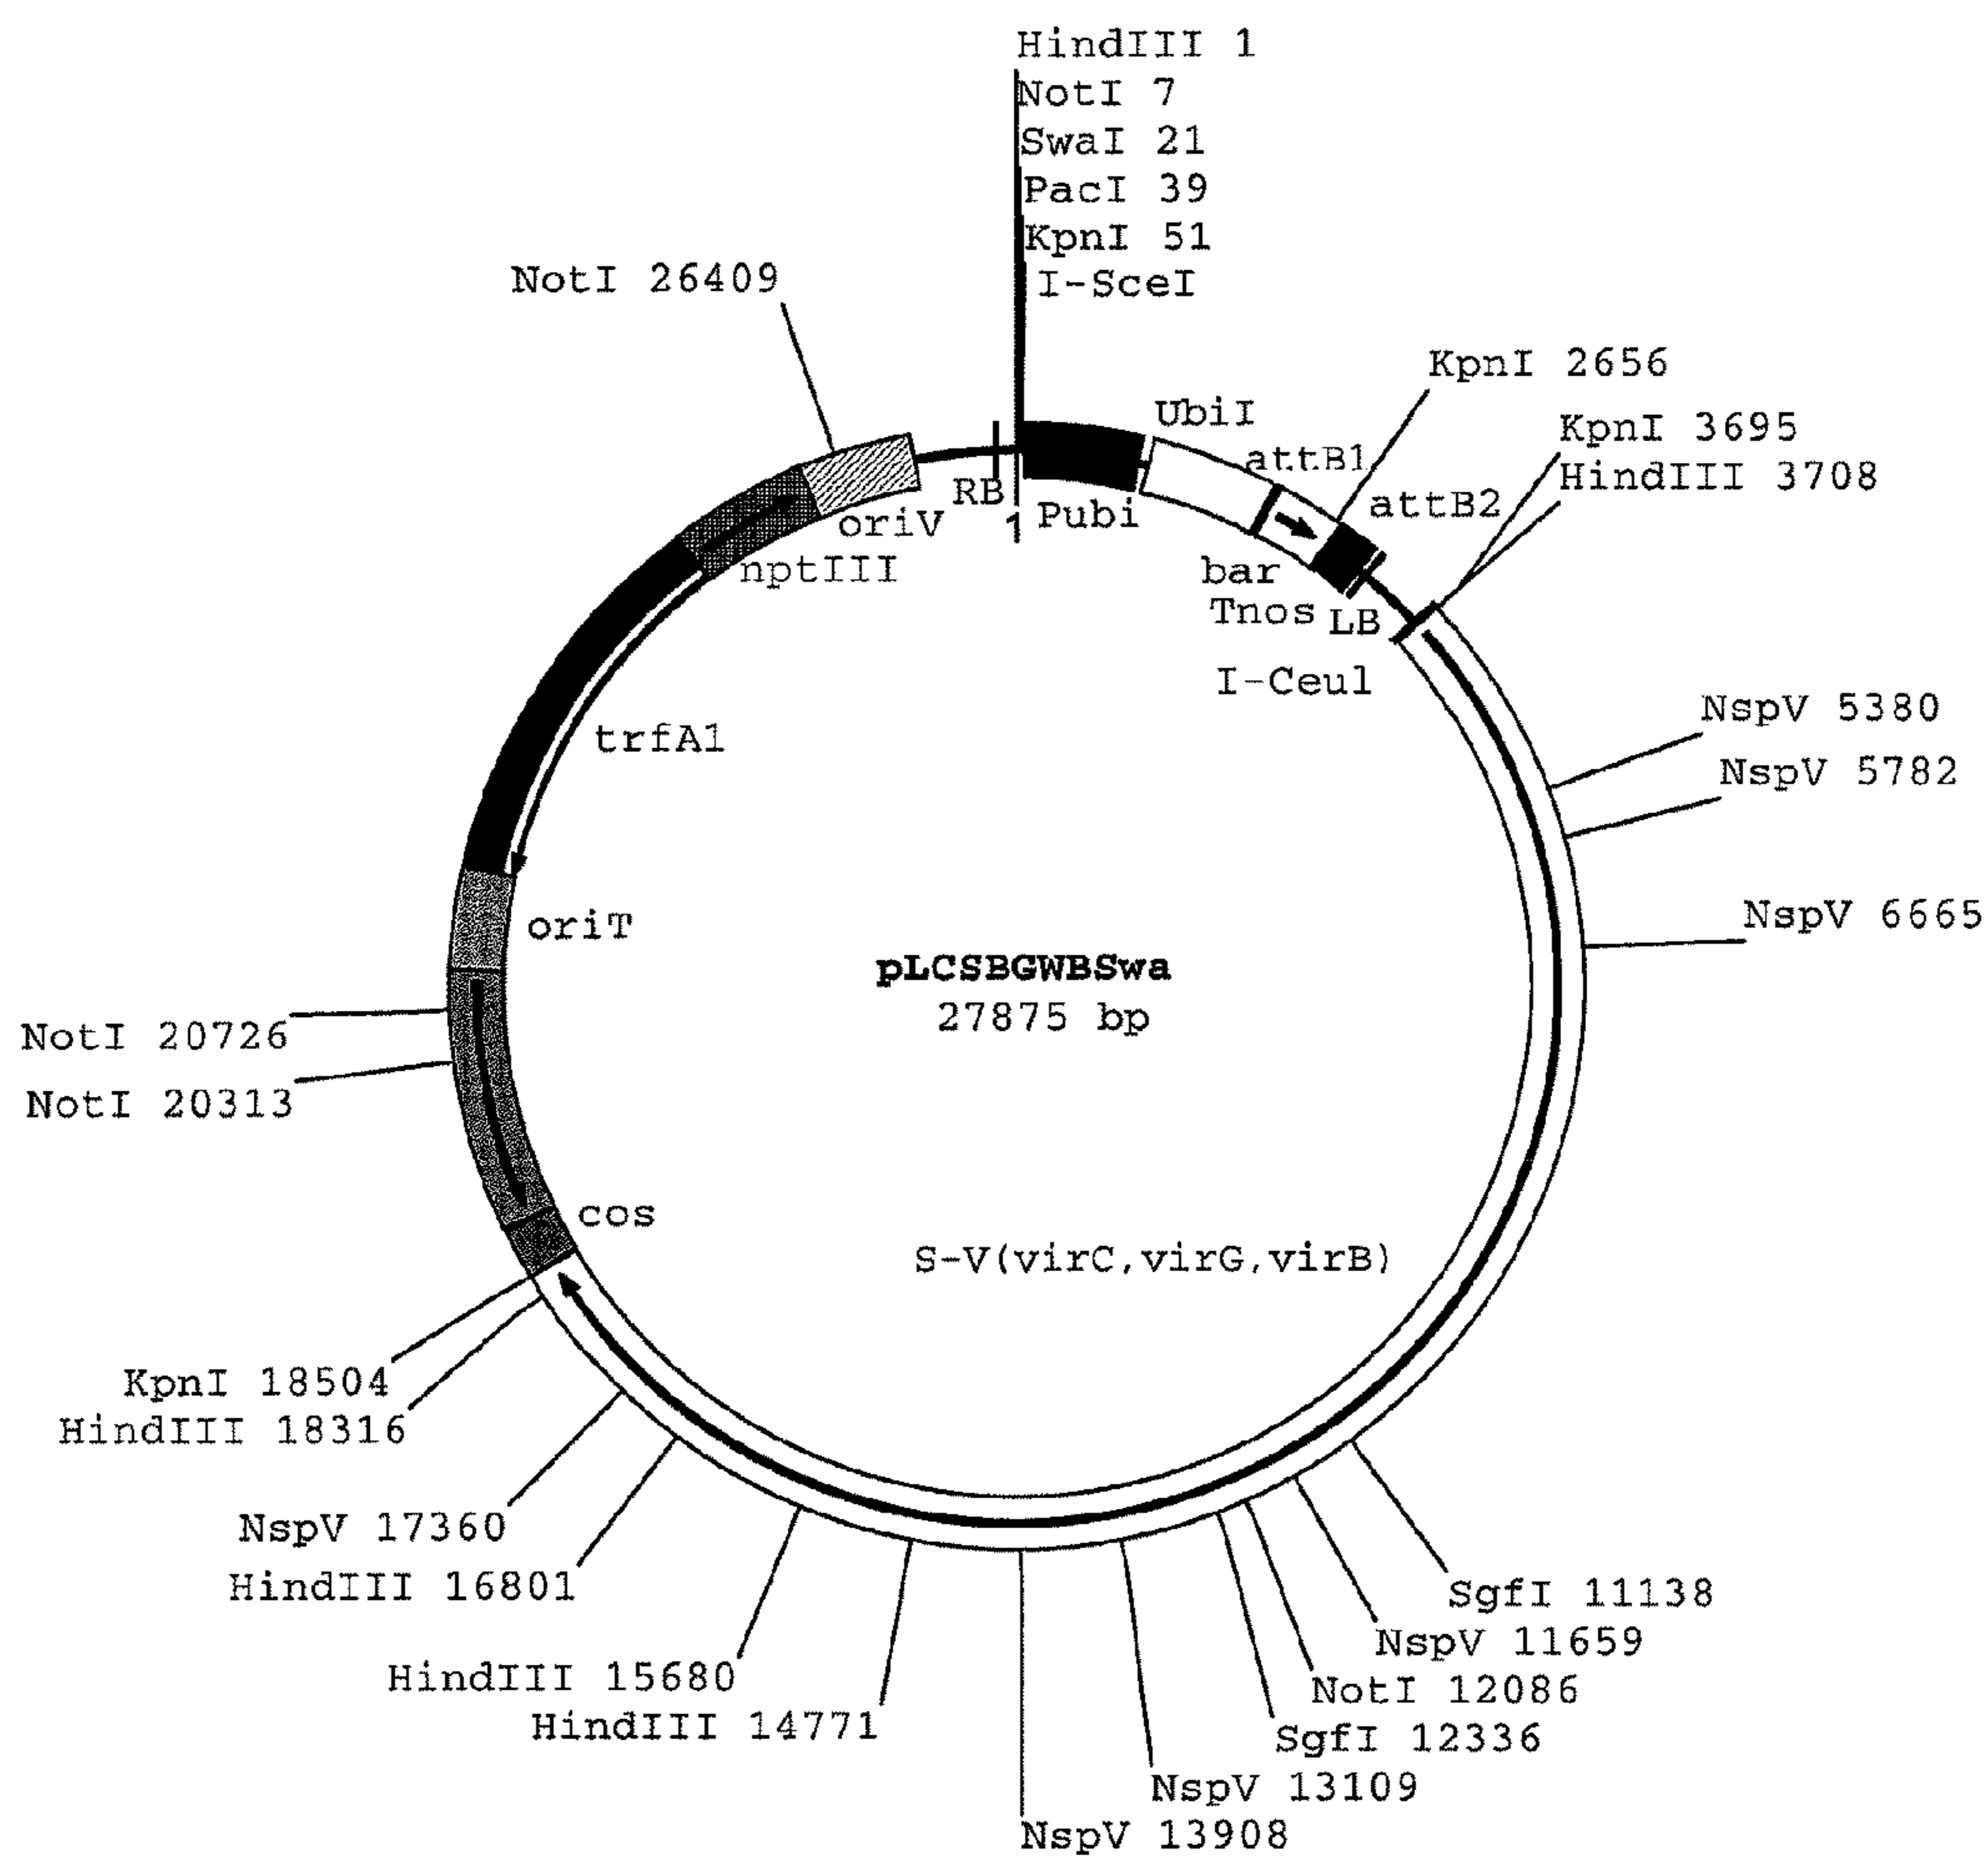 HindIII 1
NotI 7
SwaI 21
PacI 39
KpnI 51
I-SceI
NotI 26409
KpnI 2656
UbiI
KpnI 3695
attB1
HindIII 3708
RB
attB2
1
Pubi
oriV
nptIII
bar
Tnos
LB
I-Ceu1
NspV 5380
trfA1
NspV 5782
NspV 6665
oriT
pLCSBGWBSwa
27875 bp
NotI 20726
NotI 20313
cos
S-V(virC,virG,virB)
KpnI 18504
HindIII 18316
NspV 17360
HindIII 16801
SgfI 11138
NspV 11659
HindIII 15680
NotI 12086
HindIII 14771
SgfI 12336
NspV 13109
NspV 13908